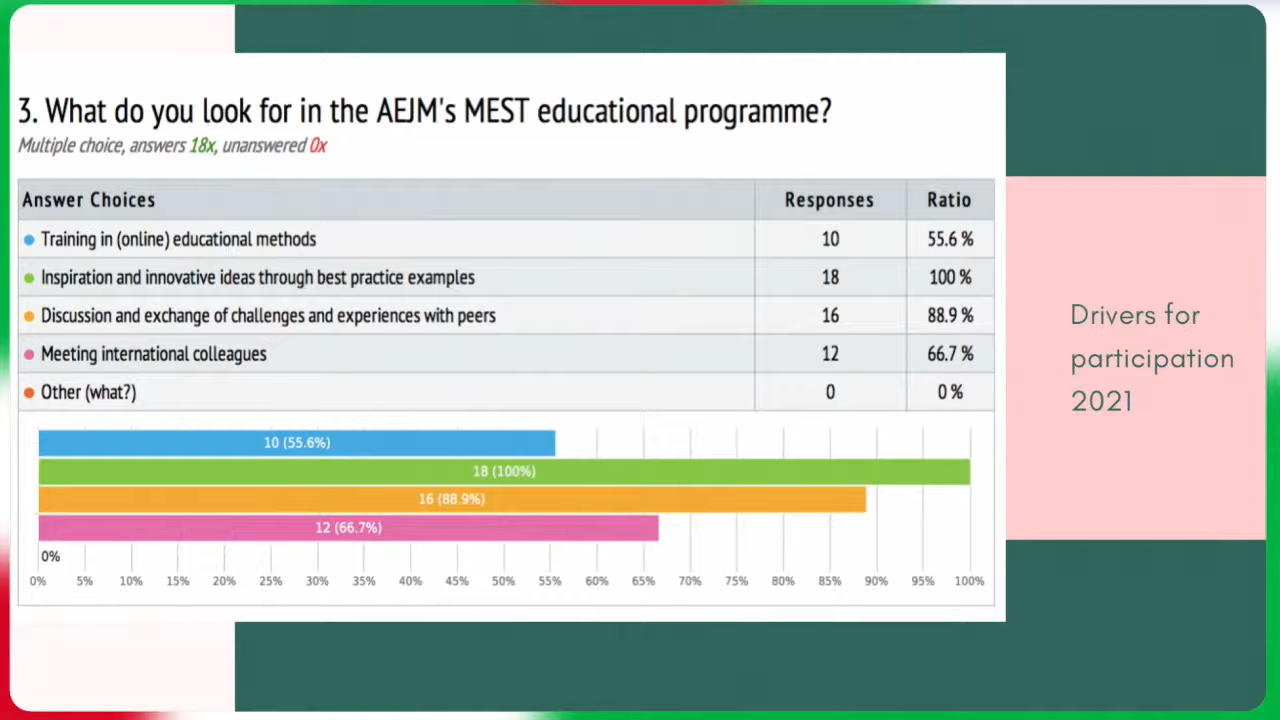 3. What do you look for in the AEJM's MEST educational programme?
Multiple choice, answers 18x, unanswered 0x
Answer Choices Responses Ratio
Training in (online) educational methods 10 55.6 %
Inspiration and innovative ideas through best practice examples 18 100 %
Discussion and exchange of challenges and experiences with peers 16 88.9 %
Meeting international colleagues 12 66.7 %
Other (what?) 0 0 %
10 (55.6%)
18 (100%)
16 (88.9%)
12 (66.7%)
0%
0% 5% 10% 15% 20% 25% 30% 35% 40% 45% 50% 55% 60% 65% 70% 75% 80% 85% 90% 95% 100%
Drivers for
participation
2021